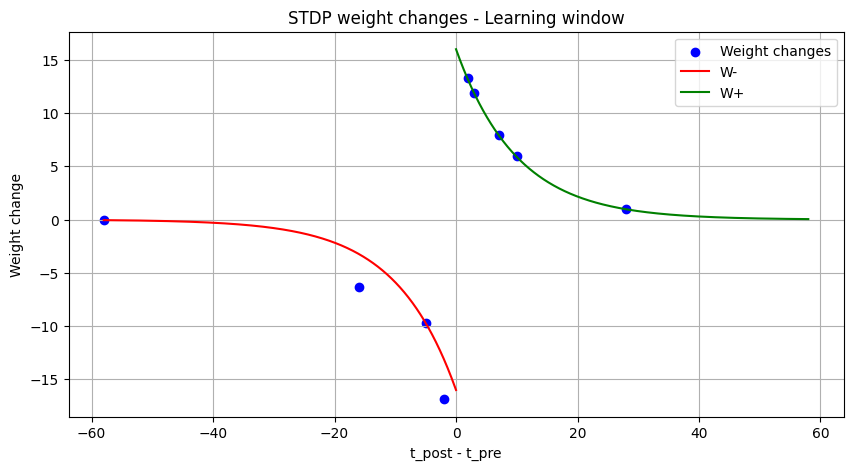 STDP weight changes - Learning window
Weight changes
W-
W+
15
10
5
0
−5
−10
−15
Weight change
−60
−40
−20
0
20
40
60
t_post - t_pre